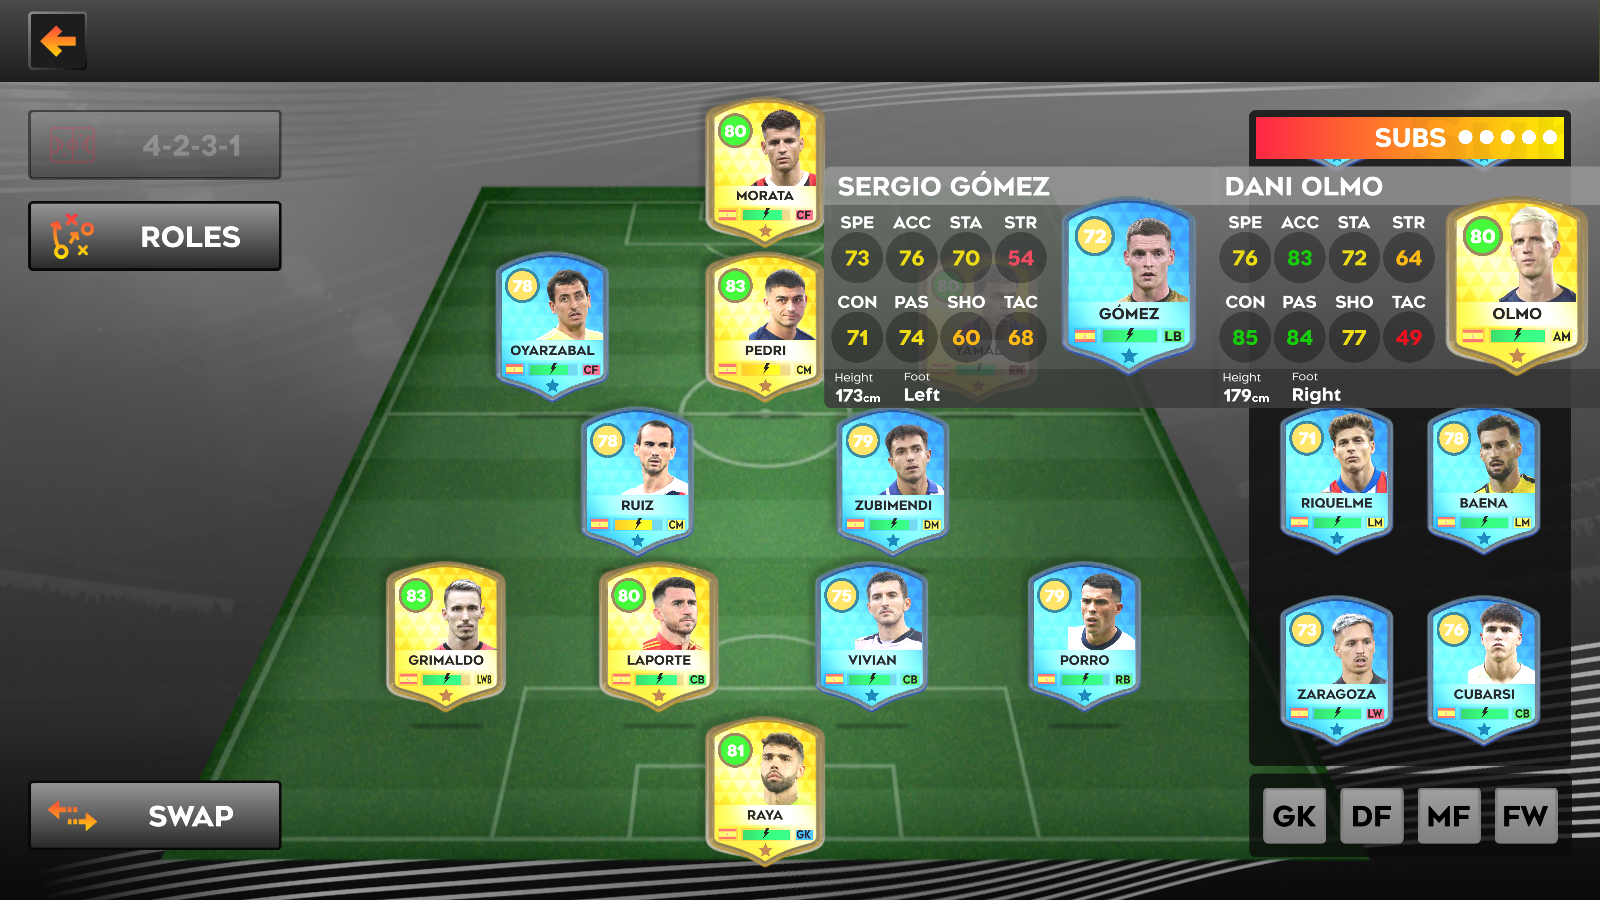 4-2-3-1
ROLES
SWAP
80
MORATA
CF
78
OYARZABAL
CF
83
PEDRI
CM
80
YAMAL
RW
78
RUIZ
CM
79
ZUBIMENDI
DM
83
GRIMALDO
LWB
80
LAPORTE
CB
75
VIVIAN
CB
79
PORRO
RB
81
RAYA
GK
SUBS
SERGIO GÓMEZ
SPE ACC STA STR
73 76 70 54
CON PAS SHO TAC
71 74 60 68
Height Foot
173cm Left
72
GÓMEZ
LB
DANI OLMO
SPE ACC STA STR
76 83 72 64
CON PAS SHO TAC
85 84 77 49
Height Foot
179cm Right
80
OLMO
AM
71
RIQUELME
LM
78
BAENA
LM
73
ZARAGOZA
LW
76
CUBARSI
CB
GK DF MF FW